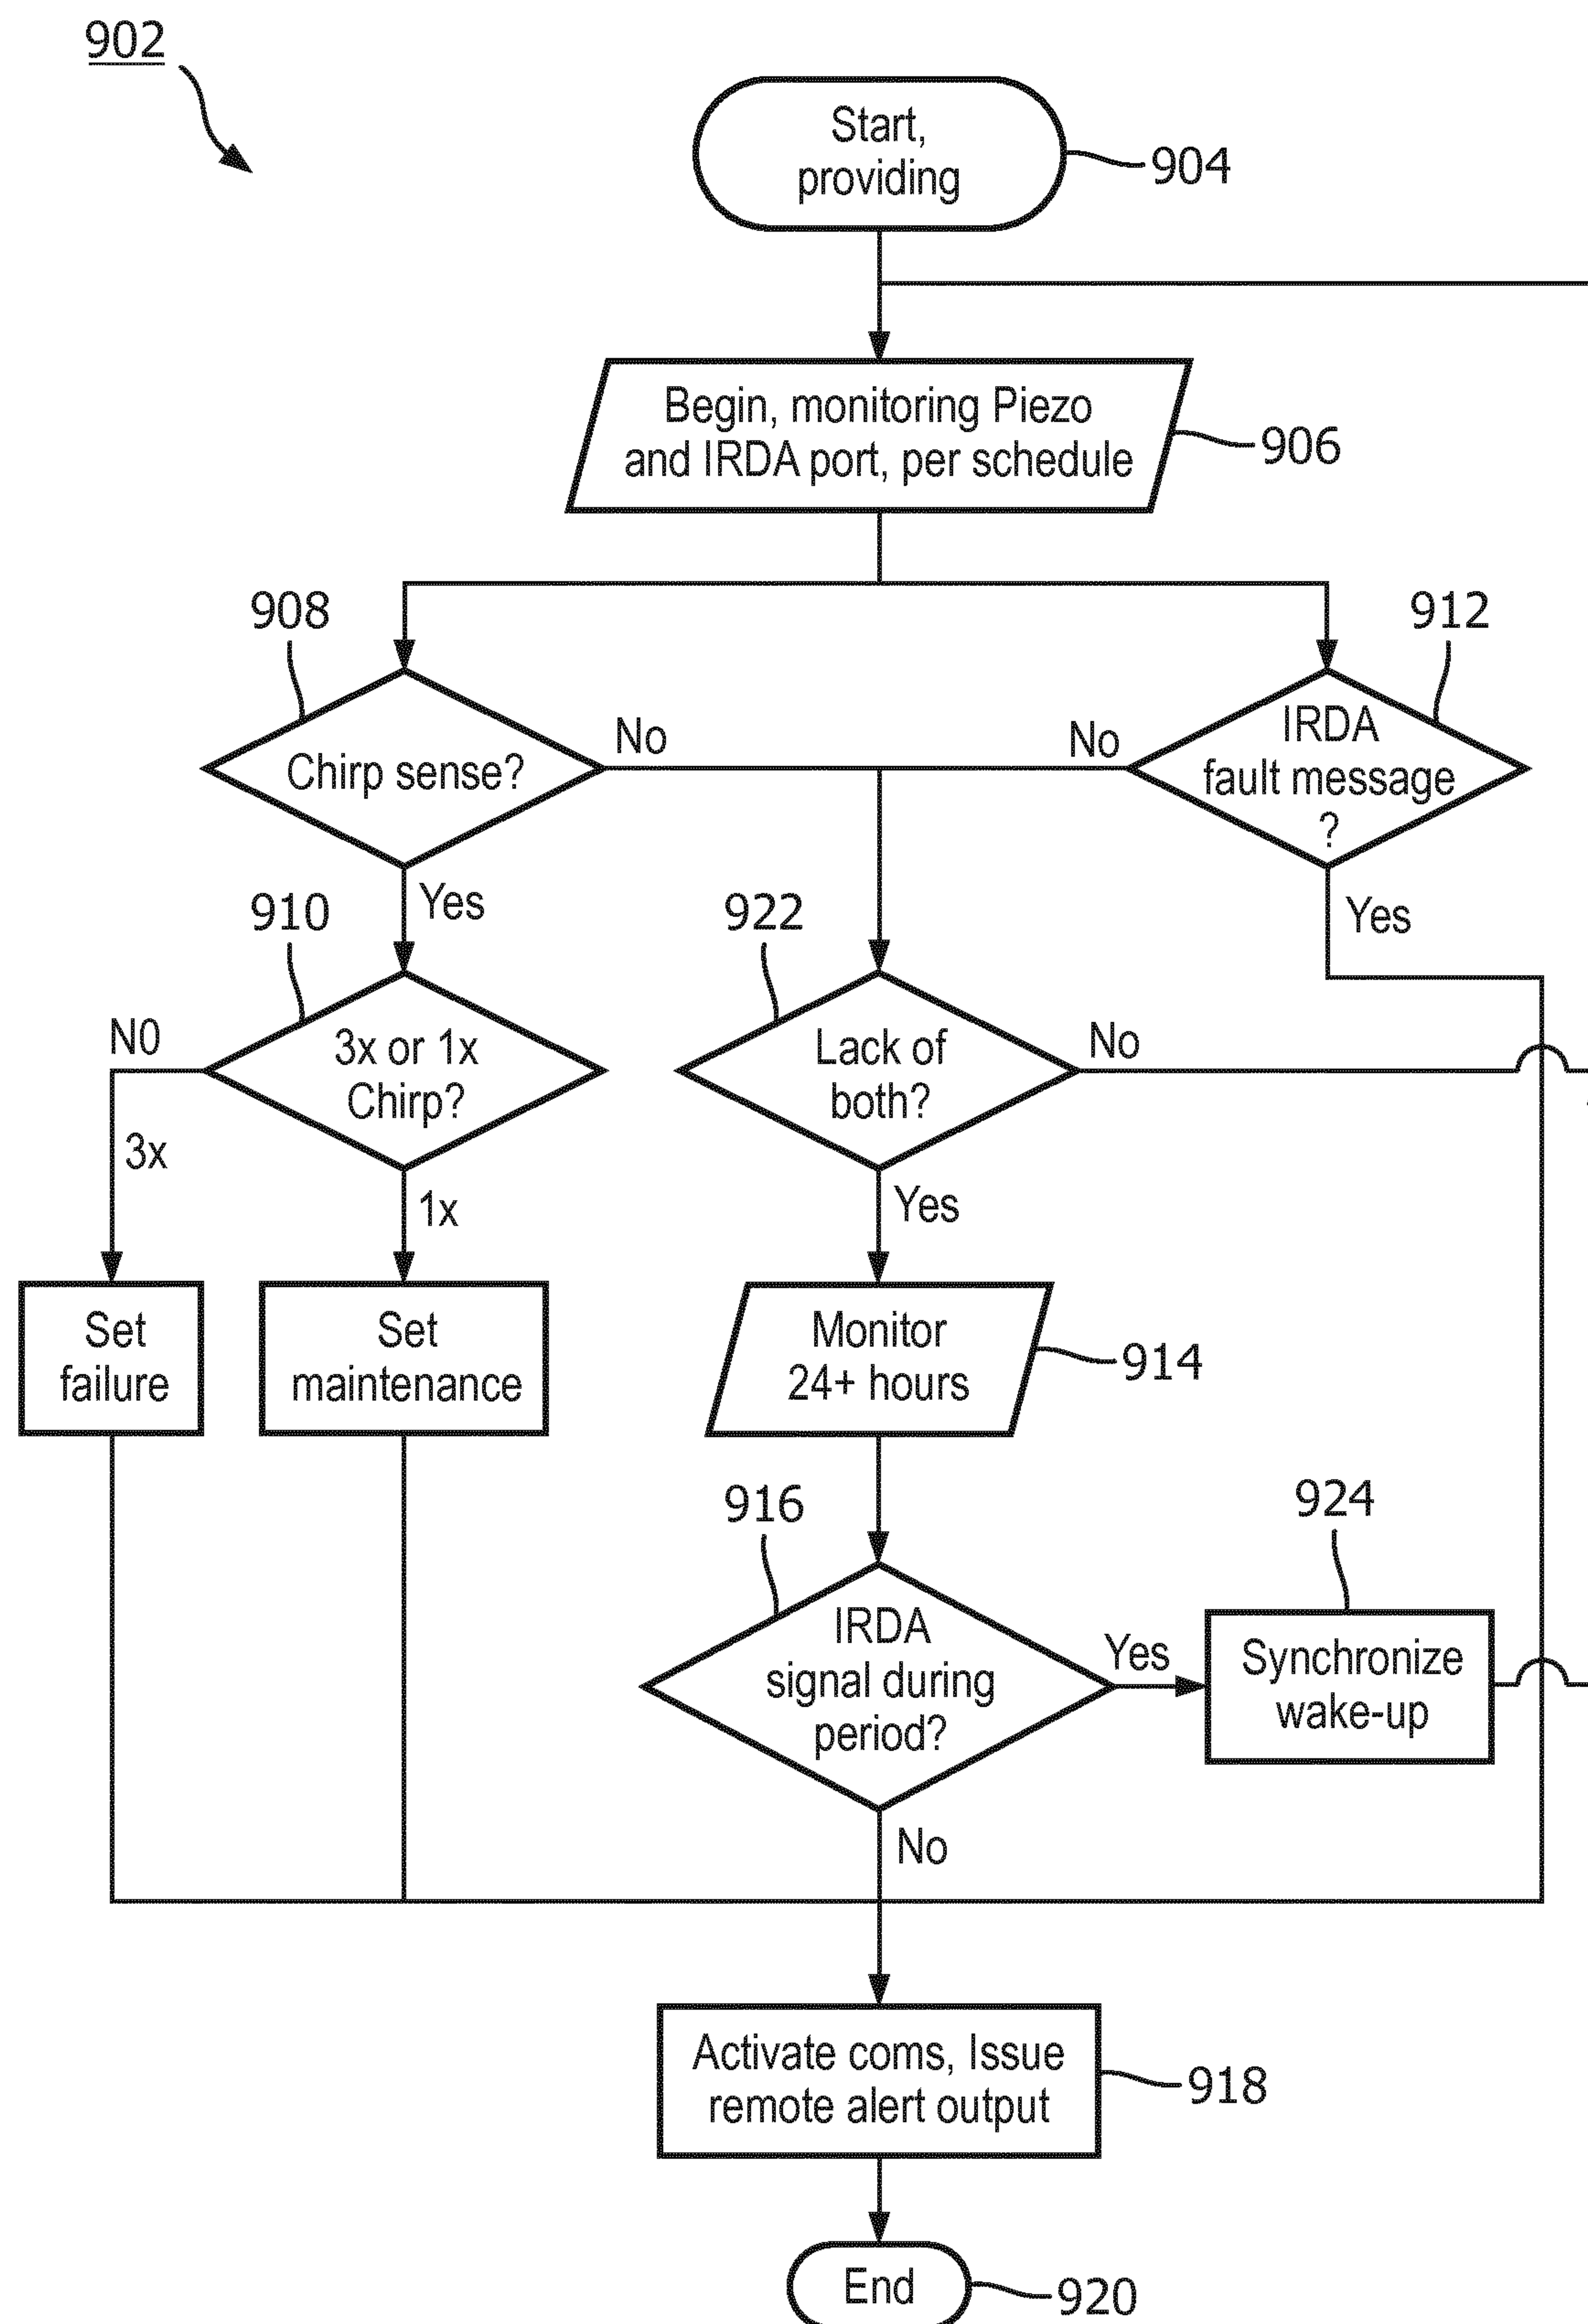 902
Start,
providing
904
Begin, monitoring Piezo
and IRDA port, per schedule
906
908
912
Chirp sense?
No
No
IRDA
fault message
?
Yes
Yes
910
922
N0
3x or 1x
Chirp?
Lack of
both?
No
3x
1x
Yes
Set
failure
Set
maintenance
Monitor
24+ hours
914
916
924
IRDA
signal during
period?
Yes
Synchronize
wake-up
No
Activate coms, Issue
remote alert output
918
End
920